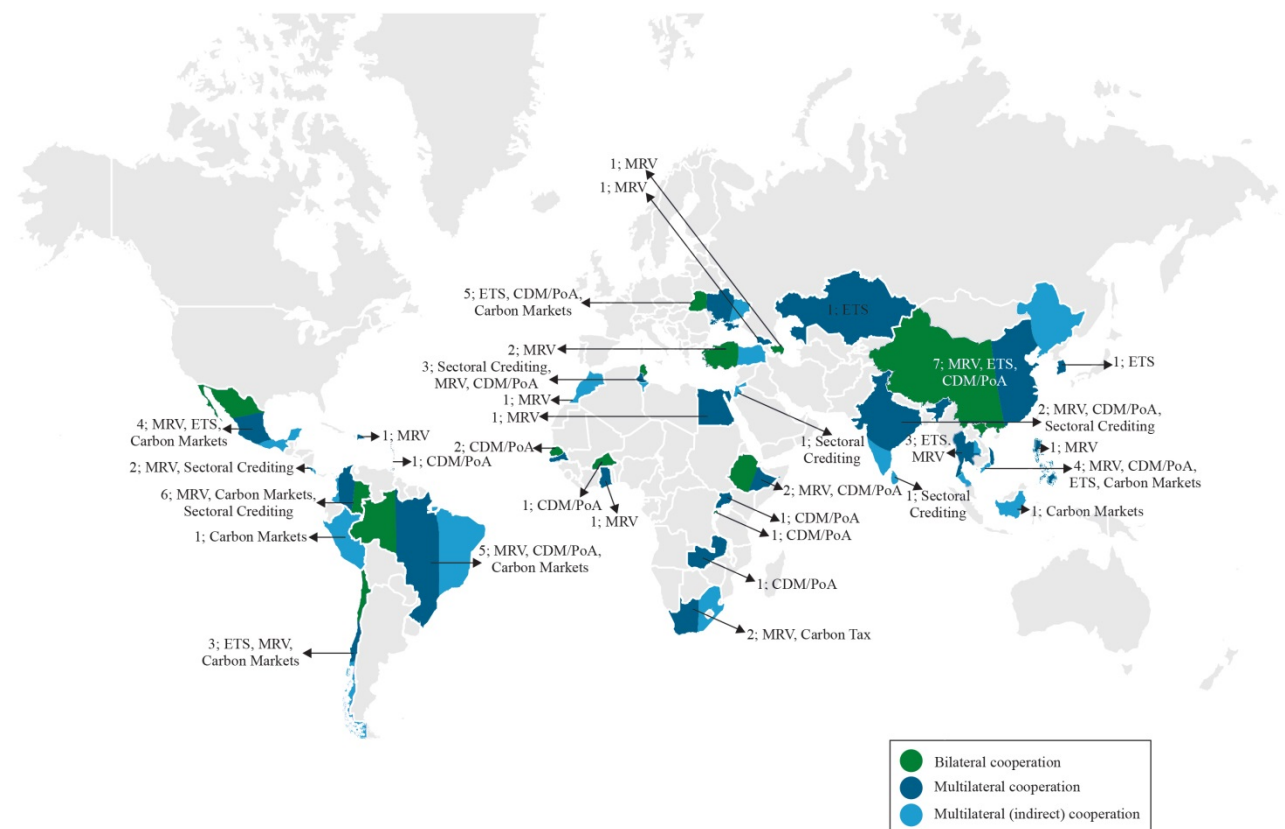 1; MRV
1; MRV
5; ETS, CDM/PoA,
Carbon Markets
1; ETS
2; MRV
3; Sectoral Crediting,
MRV, CDM/PoA
7; MRV, ETS,
CDM/PoA
1; ETS
1; MRV
1; MRV
2; MRV, CDM/PoA,
Sectoral Crediting
4; MRV, ETS,
Carbon Markets
1; MRV
1; Sectoral
Crediting
3; ETS,
MRV
1; MRV
2; CDM/PoA
1; CDM/PoA
2; MRV, Sectoral Crediting
4; MRV, CDM/PoA,
ETS, Carbon Markets
2; MRV, CDM/PoA
1; Sectoral
Crediting
6; MRV, Carbon Markets,
Sectoral Crediting
1; CDM/PoA
1; MRV
1; CDM/PoA
1; CDM/PoA
1; Carbon Markets
1; Carbon Markets
5; MRV, CDM/PoA,
Carbon Markets
1; CDM/PoA
2; MRV, Carbon Tax
3; ETS, MRV,
Carbon Markets
Bilateral cooperation
Multilateral cooperation
Multilateral (indirect) cooperation